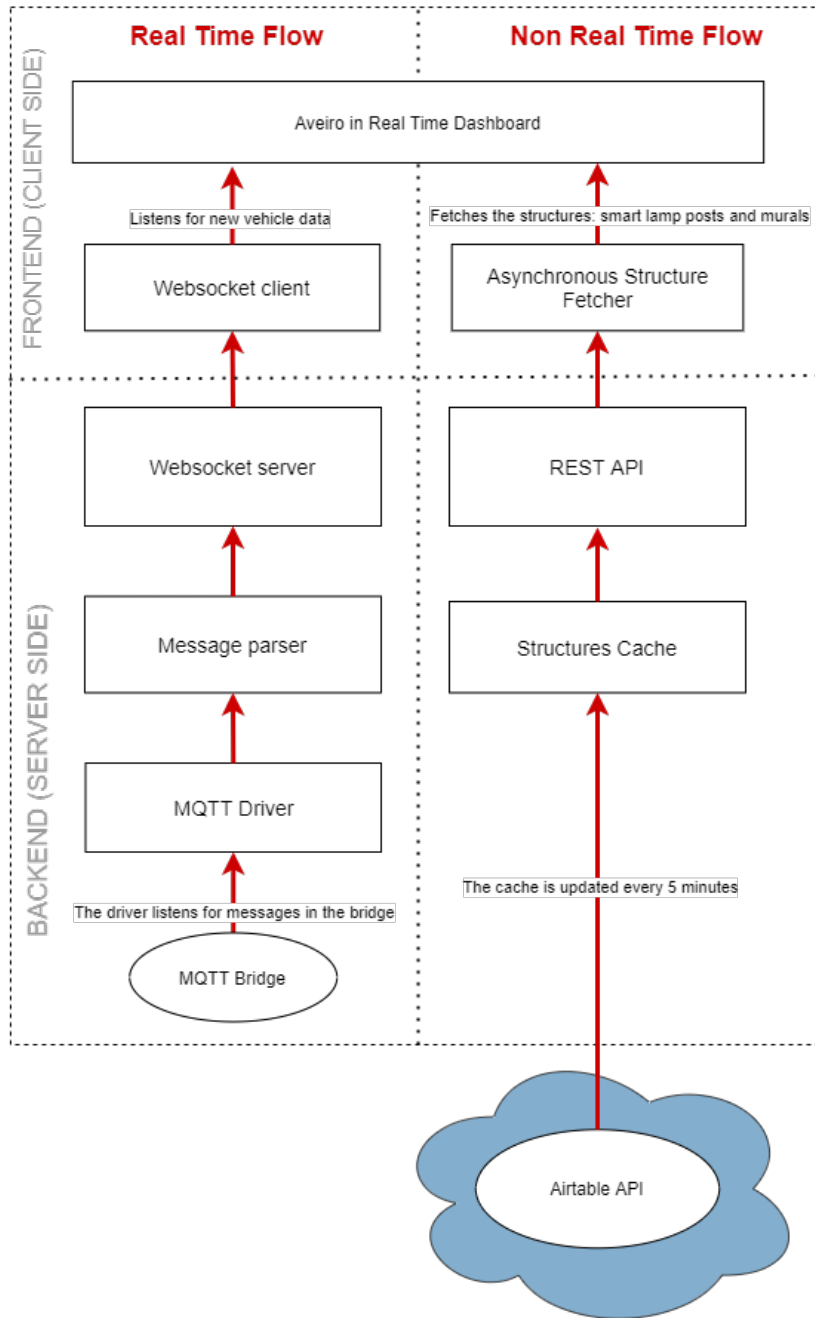 Real Time Flow
Non Real Time Flow
FRONTEND (CLIENT SIDE)
Aveiro in Real Time Dashboard
Listens for new vehicle data
Fetches the structures: smart lamp posts and murals
Websocket client
Asynchronous Structure
Fetcher
BACKEND (SERVER SIDE)
Websocket server
REST API
Message parser
Structures Cache
MQTT Driver
The cache is updated every 5 minutes
The driver listens for messages in the bridge
MQTT Bridge
Airtable API